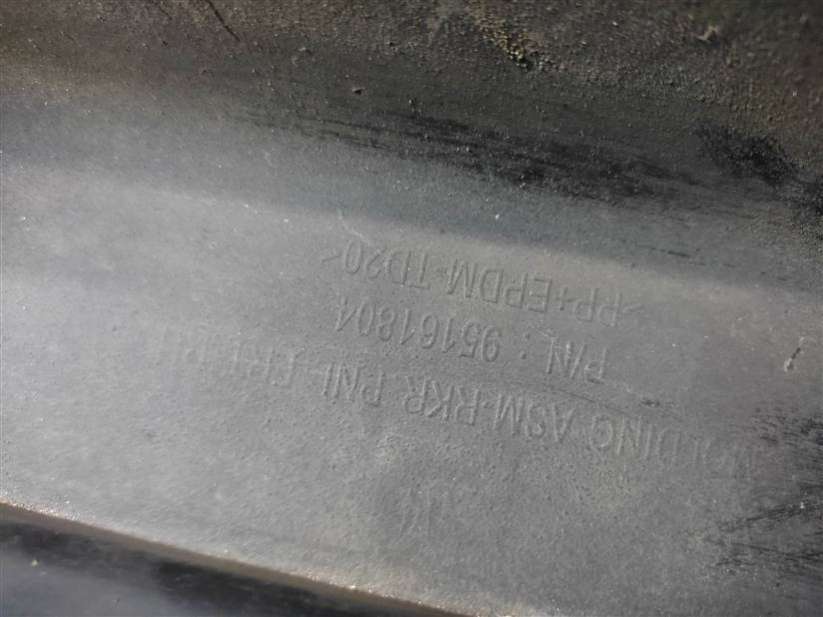 MOLDING ASM-RKR PNL
P/N : 95161804
>PP+EPDM-TD20<